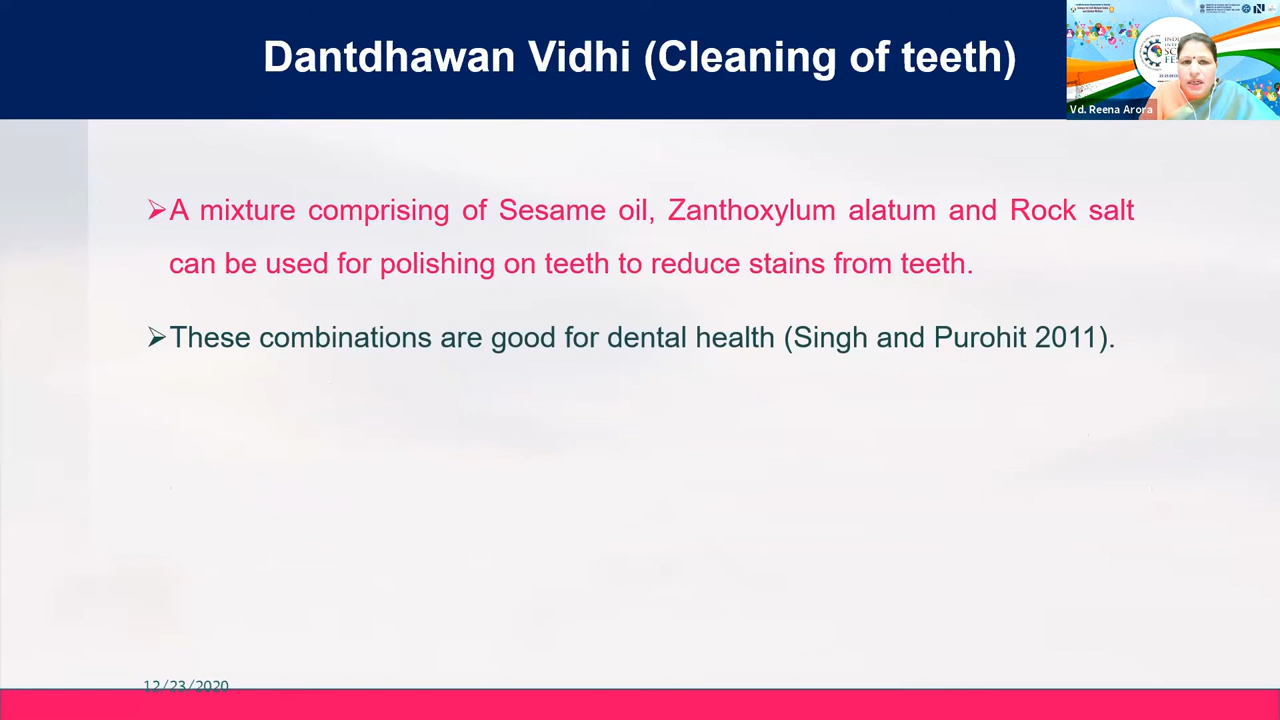 Dantdhawan Vidhi (Cleaning of teeth)
Vd. Reena Arora
➢A mixture comprising of Sesame oil, Zanthoxylum alatum and Rock salt
can be used for polishing on teeth to reduce stains from teeth.
➢These combinations are good for dental health (Singh and Purohit 2011).
12/23/2020